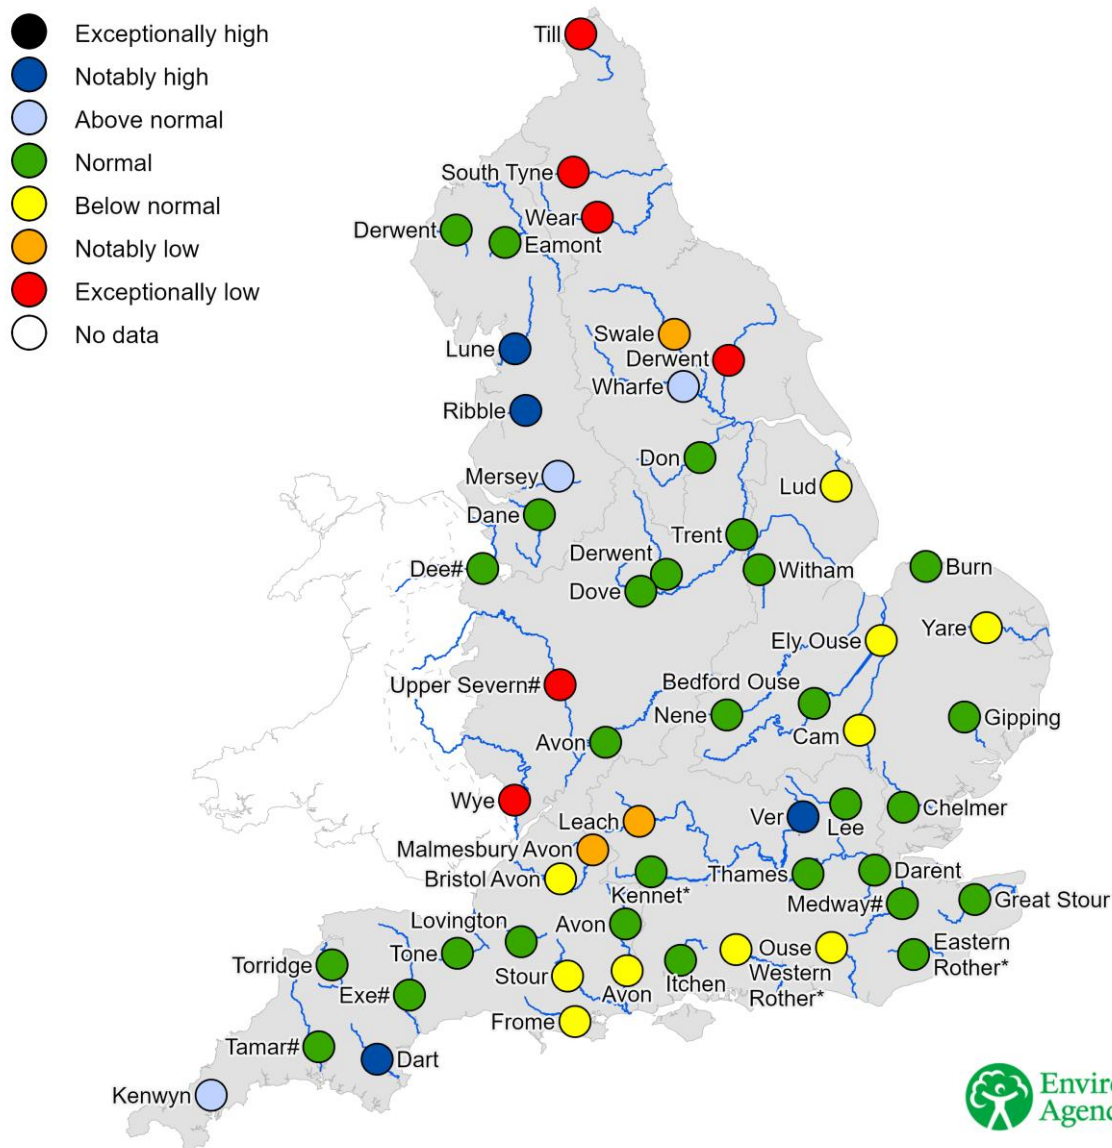 Exceptionally high
Notably high
Above normal
Normal
Below normal
Notably low
Exceptionally low
No data
Till
South Tyne
Wear
Derwent
Eamont
Swale
Lune
Derwent
Wharfe
Ribble
Don
Mersey
Lud
Dane
Trent
Derwent
Dee#
Witham
Burn
Dove
Yare
Ely Ouse
Upper Severn#
Bedford Ouse
Nene
Gipping
Cam
Avon
Wye
Leach
Ver
Lee
Chelmer
Malmesbury Avon
Bristol Avon
Kennet*
Thames
Darent
Medway#
Great Stour
Lovington
Avon
Tone
Ouse
Eastern
Rother*
Torridge
Stour
Avon
Itchen
Western
Rother*
Exe#
Frome
Tamar#
Dart
Kenwyn
Enviro
Agenc